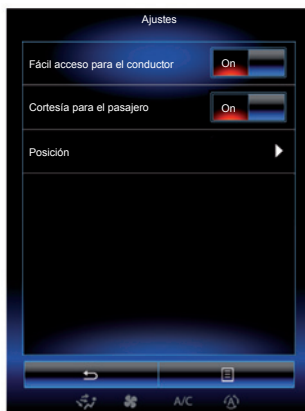 Ajustes
Fácil acceso para el conductor
On
Cortesía para el pasajero
On
Posición
A/C